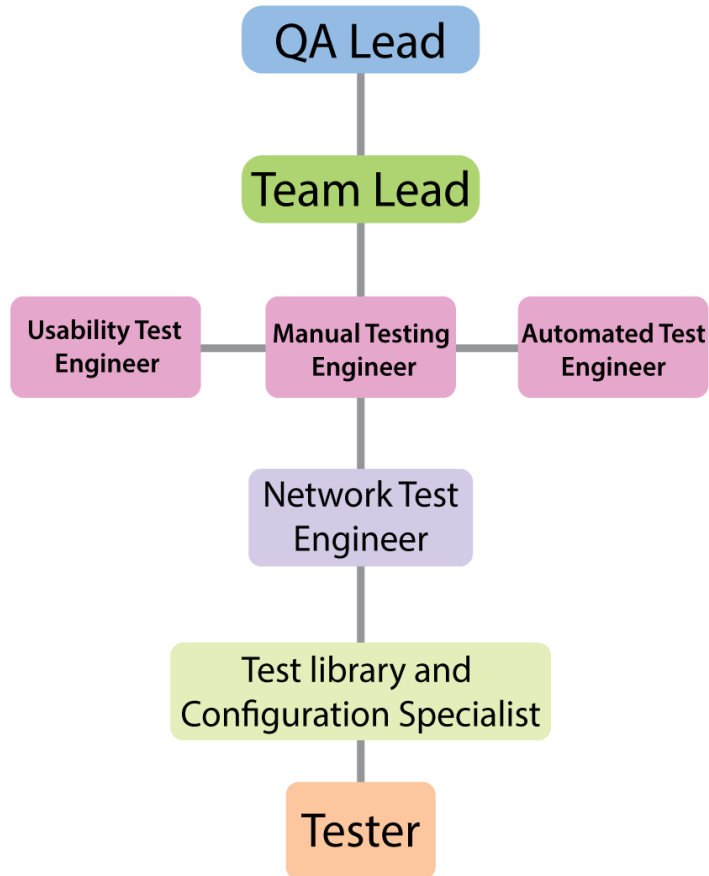 QA Lead
Team Lead
Usability Test
Engineer
Manual Testing
Engineer
Automated Test
Engineer
Network Test
Engineer
Test library and
Configuration Specialist
Tester